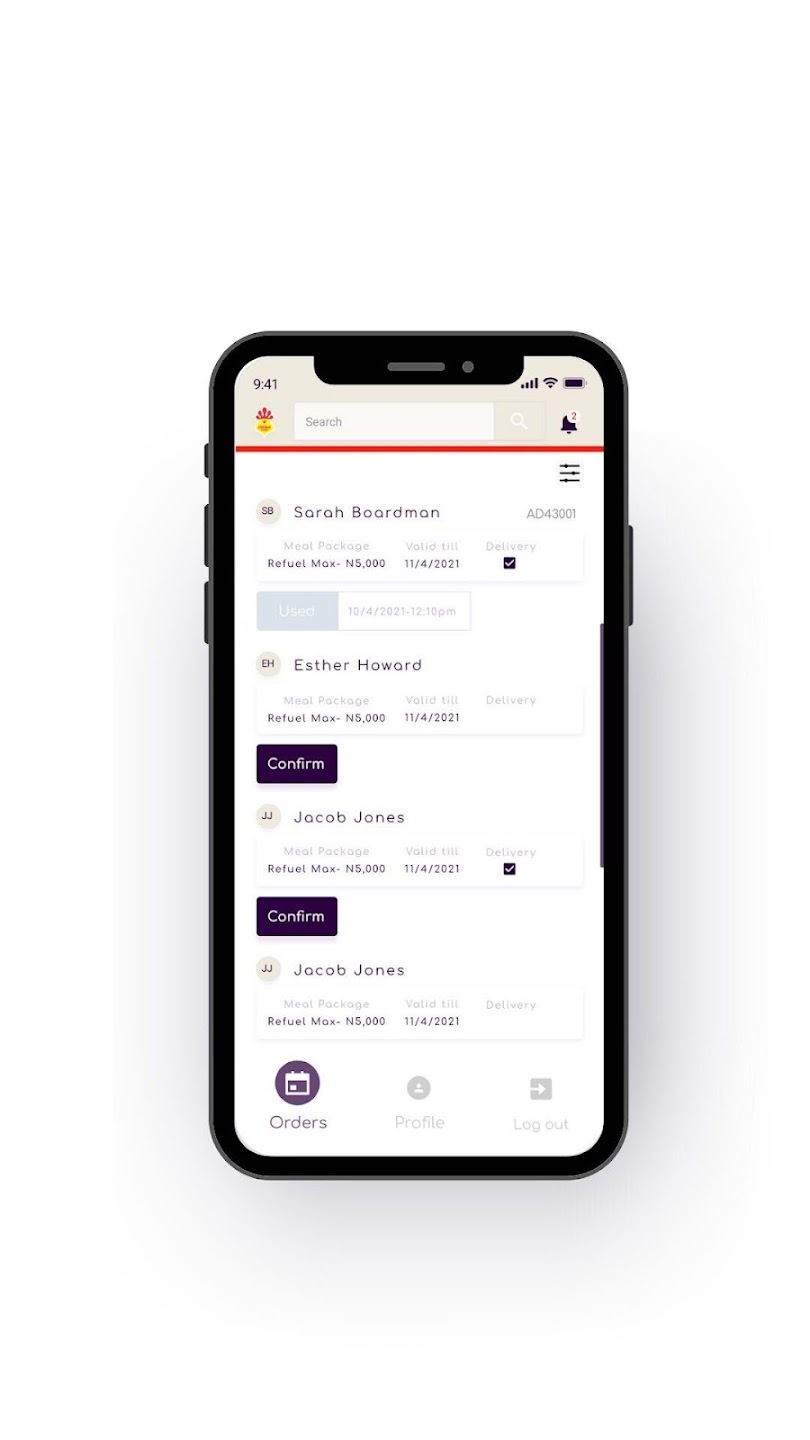 9:41
Search
2
SB Sarah Boardman AD43001
Meal Package Valid till Delivery
Refuel Max- N5,000 11/4/2021
Used 10/4/2021-12:10pm
EH Esther Howard
Meal Package Valid till Delivery
Refuel Max- N5,000 11/4/2021
Confirm
JJ Jacob Jones
Meal Package Valid till Delivery
Refuel Max- N5,000 11/4/2021
Confirm
JJ Jacob Jones
Meal Package Valid till Delivery
Refuel Max- N5,000 11/4/2021
Orders Profile Log out